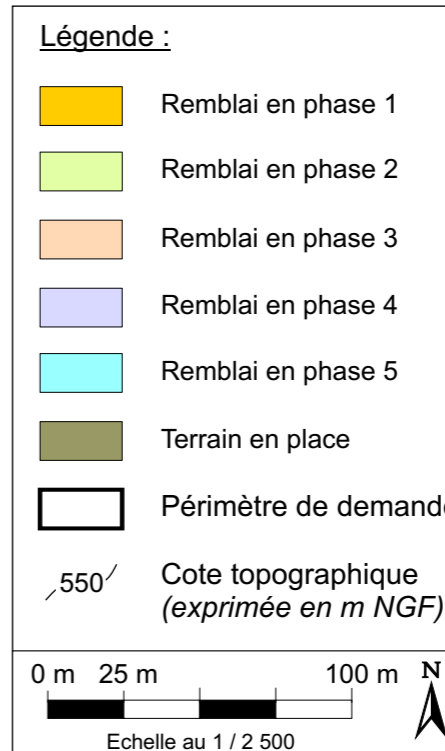 Légende :
Remblai en phase 1
Remblai en phase 2
Remblai en phase 3
Remblai en phase 4
Remblai en phase 5
Terrain en place
Périmètre de demande
550
Cote topographique
(exprimée en m NGF)
0 m 25 m 100 m N
Echelle au 1 / 2 500